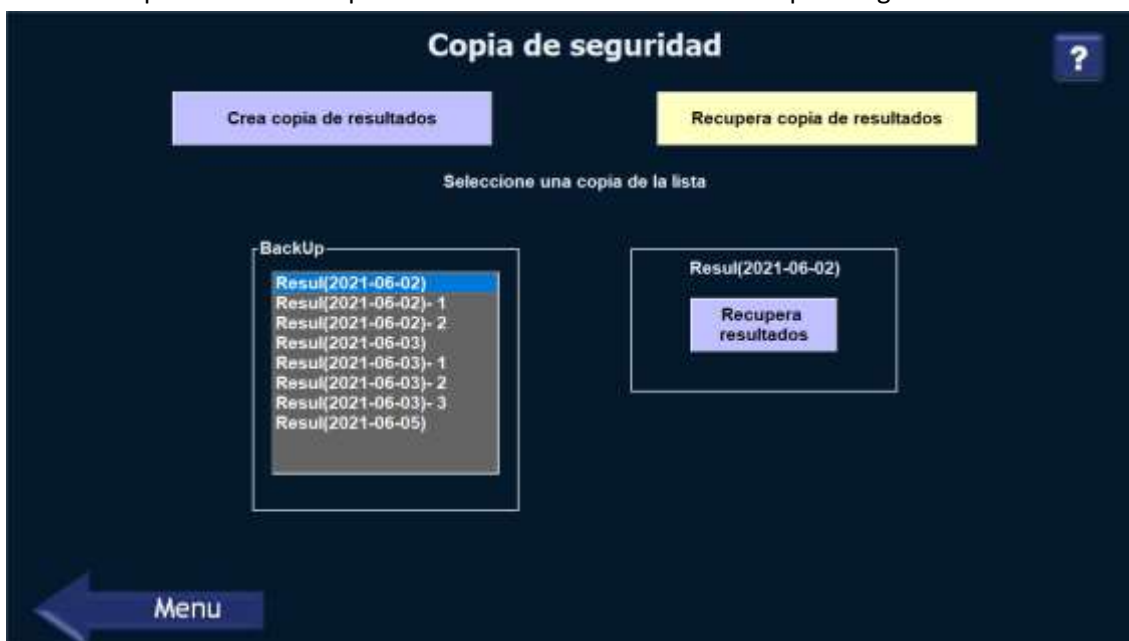 Copia de seguridad
?
Crea copia de resultados
Recupera copia de resultados
Seleccione una copia de la lista
BackUp
Resul(2021-06-02)
Resul(2021-06-02)- 1
Resul(2021-06-02)- 2
Resul(2021-06-03)
Resul(2021-06-03)- 1
Resul(2021-06-03)- 2
Resul(2021-06-03)- 3
Resul(2021-06-05)
Resul(2021-06-02)
Recupera
resultados
Menu